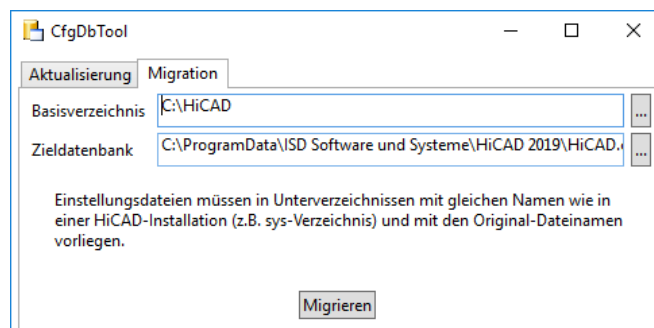 CfgDbTool
Aktualisierung Migration
Basisverzeichnis C:\HiCAD ...
Zieldatenbank C:\ProgramData\ISD Software und Systeme\HiCAD 2019\HiCAD. ...
Einstellungsdateien müssen in Unterverzeichnissen mit gleichen Namen wie in
einer HiCAD-Installation (z.B. sys-Verzeichnis) und mit den Original-Dateinamen
vorliegen.
Migrieren